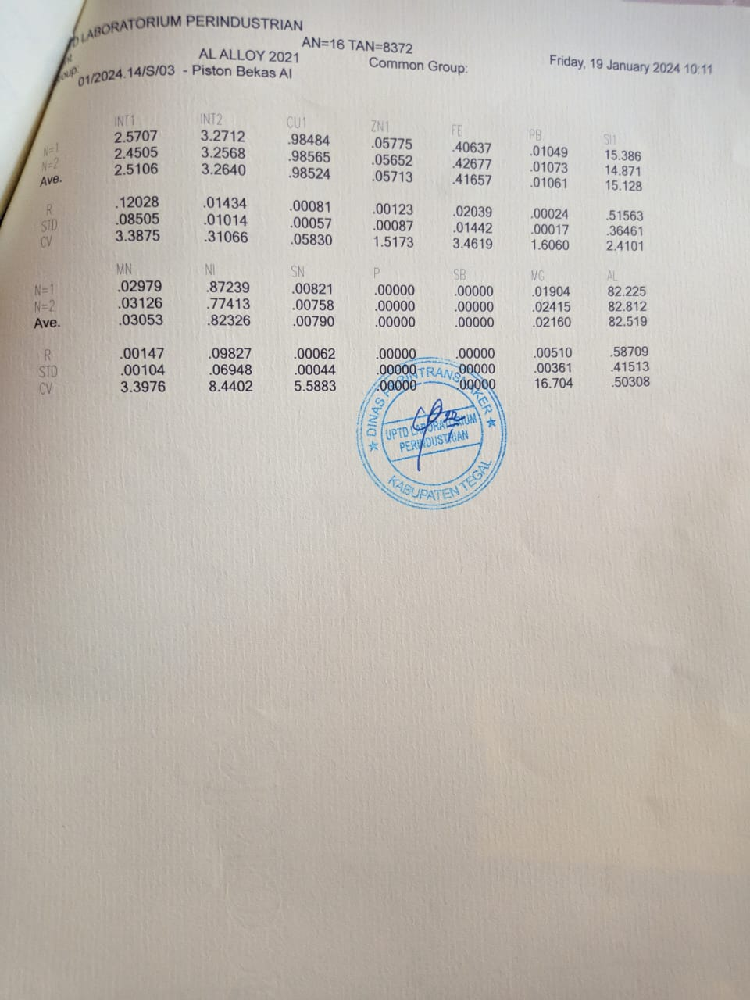 LABORATORIUM PERINDUSTRIAN
AN=16 TAN=8372
AL ALLOY 2021 Common Group: Friday, 19 January 2024 10:11
01/2024.14/S/03 - Piston Bekas Al
INT1 INT2 CU1 ZN1 FE PB SI1
N=1 2.5707 3.2712 .98484 .05775 .40637 .01049 15.386
N=2 2.4505 3.2568 .98565 .05652 .42677 .01073 14.871
Ave. 2.5106 3.2640 .98524 .05713 .41657 .01061 15.128
R .12028 .01434 .00081 .00123 .02039 .00024 .51563
STD .08505 .01014 .00057 .00087 .01442 .00017 .36461
CV 3.3875 .31066 .05830 1.5173 3.4619 1.6060 2.4101
MN NI SN P SB MG AL
N=1 .02979 .87239 .00821 .00000 .00000 .01904 82.225
N=2 .03126 .77413 .00758 .00000 .00000 .02415 82.812
Ave. .03053 .82326 .00790 .00000 .00000 .02160 82.519
R .00147 .09827 .00062 .00000 .00000 .00510 .58709
STD .00104 .06948 .00044 .00000 .00000 .00361 .41513
CV 3.3976 8.4402 5.5883 .00000 .00000 16.704 .50308
DINAS PERINTRANSNAKER
UPTD LABORATORIUM
PERINDUSTRIAN
KABUPATEN TEGAL